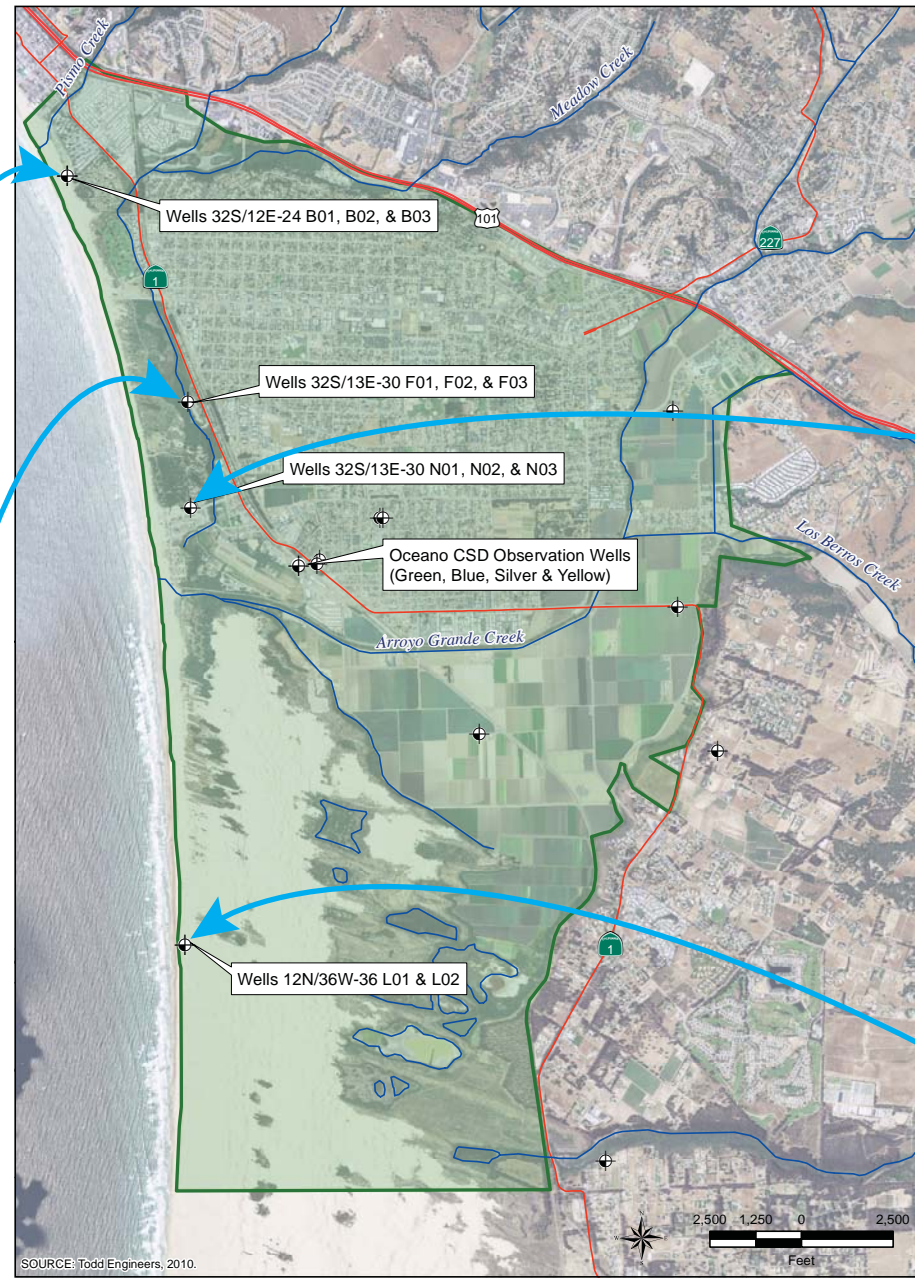 Pismo Creek
Meadow Creek
Wells 32S/12E-24 B01, B02, & B03
101
227
1
Wells 32S/13E-30 F01, F02, & F03
Wells 32S/13E-30 N01, N02, & N03
Los Berros Creek
Oceano CSD Observation Wells
(Green, Blue, Silver & Yellow)
Arroyo Grande Creek
1
Wells 12N/36W-36 L01 & L02
2,500 1,250 0 2,500
Feet
SOURCE: Todd Engineers, 2010.